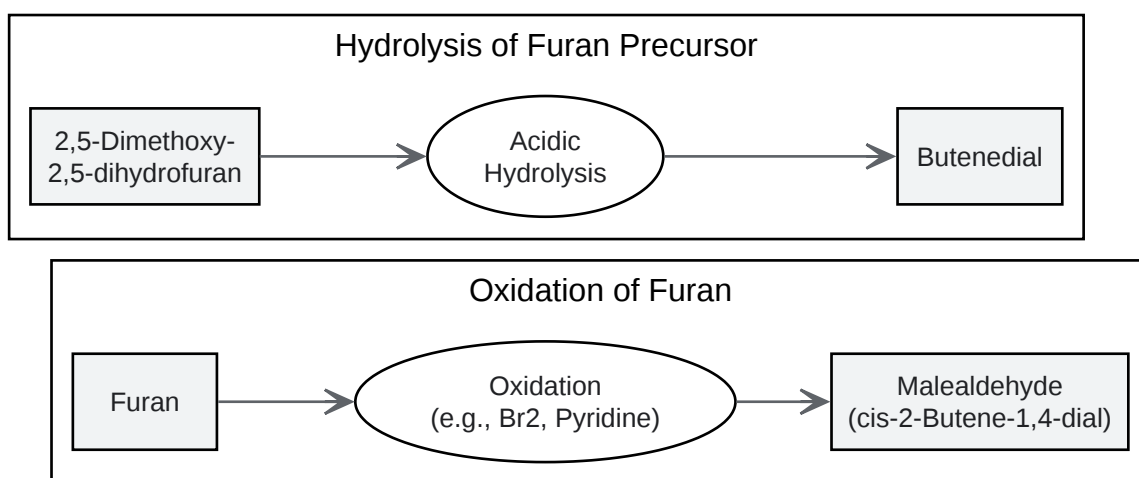 Hydrolysis of Furan Precursor
2,5-Dimethoxy-
2,5-dihydrofuran
Acidic
Hydrolysis
Butenedial
Oxidation of Furan
Furan
Oxidation
(e.g., Br2, Pyridine)
Malealdehyde
(cis-2-Butene-1,4-dial)